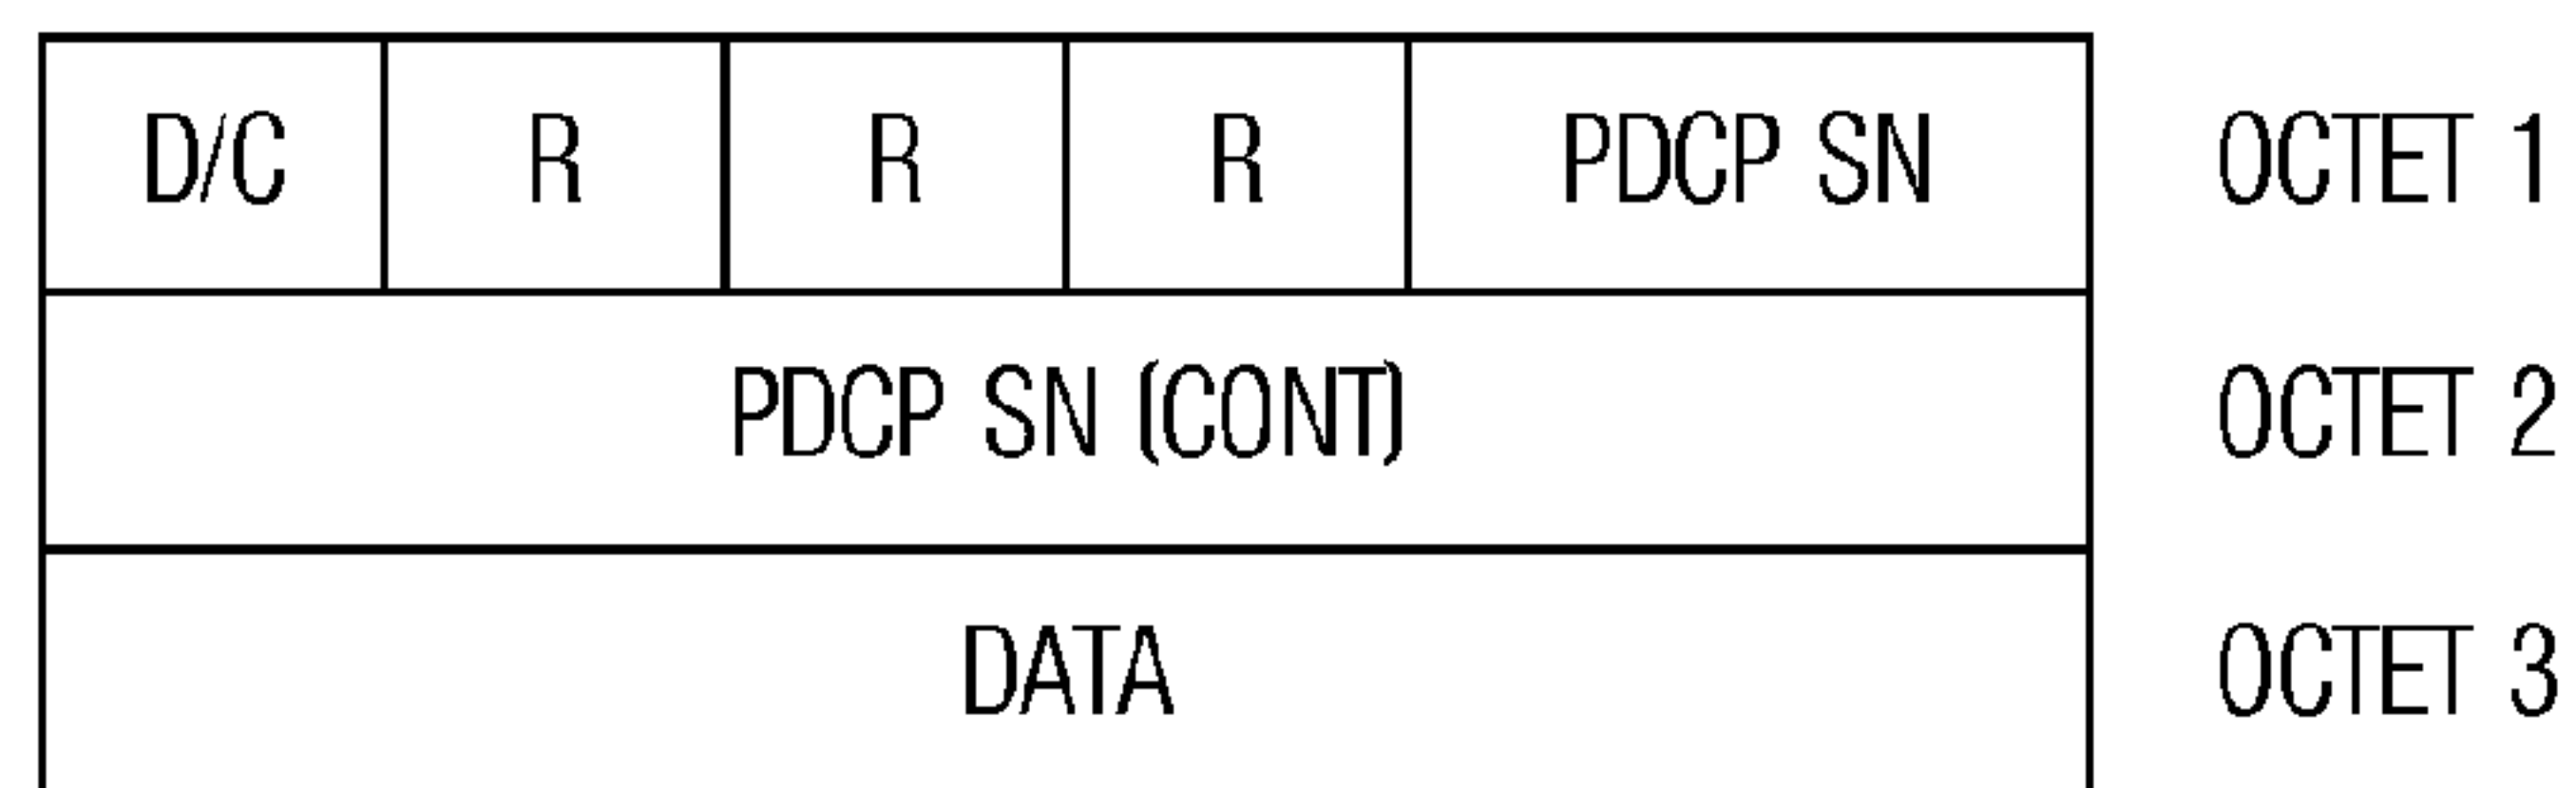 D/C R R R PDCP SN OCTET 1
PDCP SN (CONT) OCTET 2
DATA OCTET 3